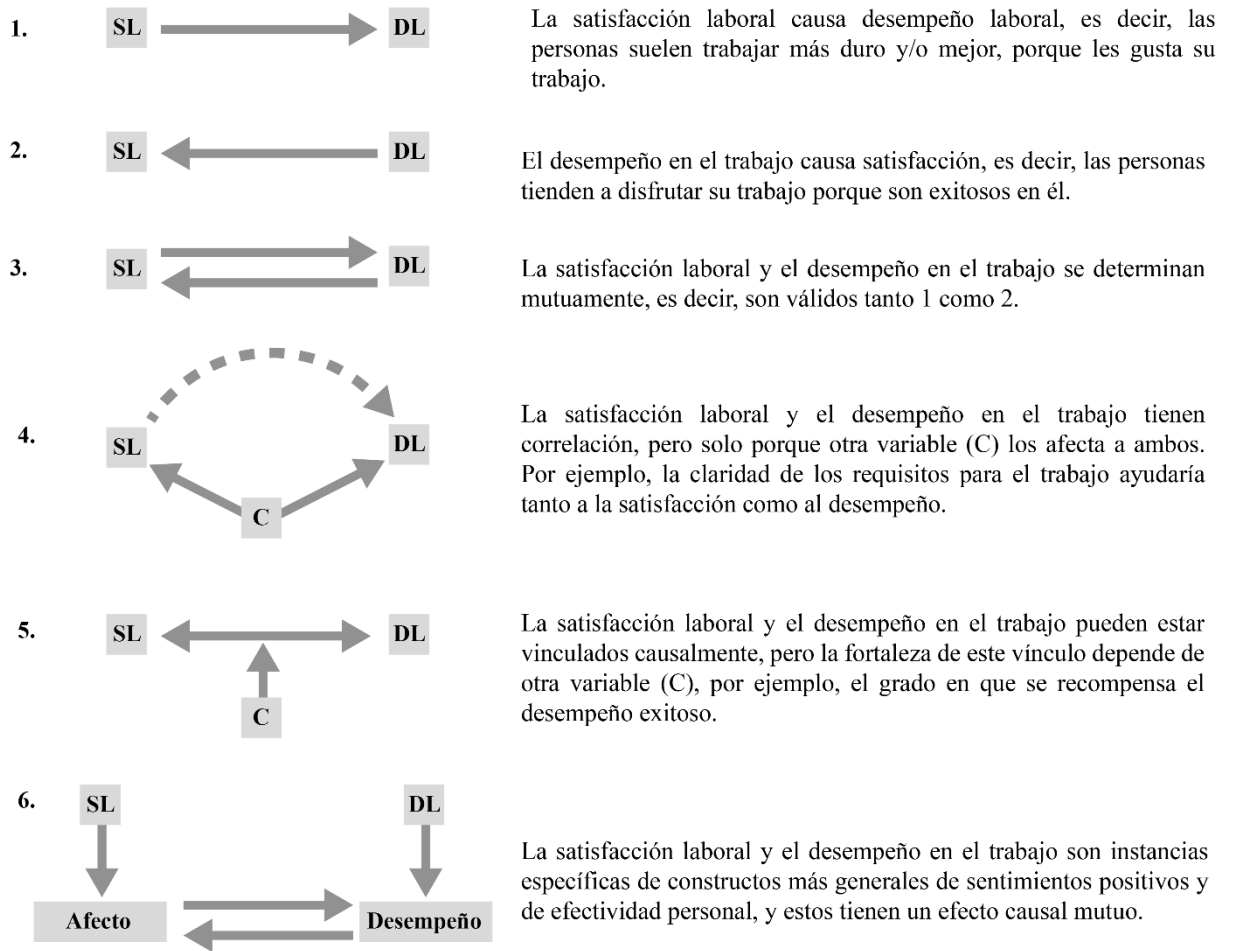 1.
SL
DL
La satisfacción laboral causa desempeño laboral, es decir, las
personas suelen trabajar más duro y/o mejor, porque les gusta su
trabajo.
2.
SL
DL
El desempeño en el trabajo causa satisfacción, es decir, las personas
tienden a disfrutar su trabajo porque son exitosos en él.
3.
SL
DL
La satisfacción laboral y el desempeño en el trabajo se determinan
mutuamente, es decir, son válidos tanto 1 como 2.
4.
SL
DL
C
La satisfacción laboral y el desempeño en el trabajo tienen
correlación, pero solo porque otra variable (C) los afecta a ambos.
Por ejemplo, la claridad de los requisitos para el trabajo ayudaría
tanto a la satisfacción como al desempeño.
5.
SL
DL
C
La satisfacción laboral y el desempeño en el trabajo pueden estar
vinculados causalmente, pero la fortaleza de este vínculo depende de
otra variable (C), por ejemplo, el grado en que se recompensa el
desempeño exitoso.
6.
SL
DL
Afecto
Desempeño
La satisfacción laboral y el desempeño en el trabajo son instancias
específicas de constructos más generales de sentimientos positivos y
de efectividad personal, y estos tienen un efecto causal mutuo.